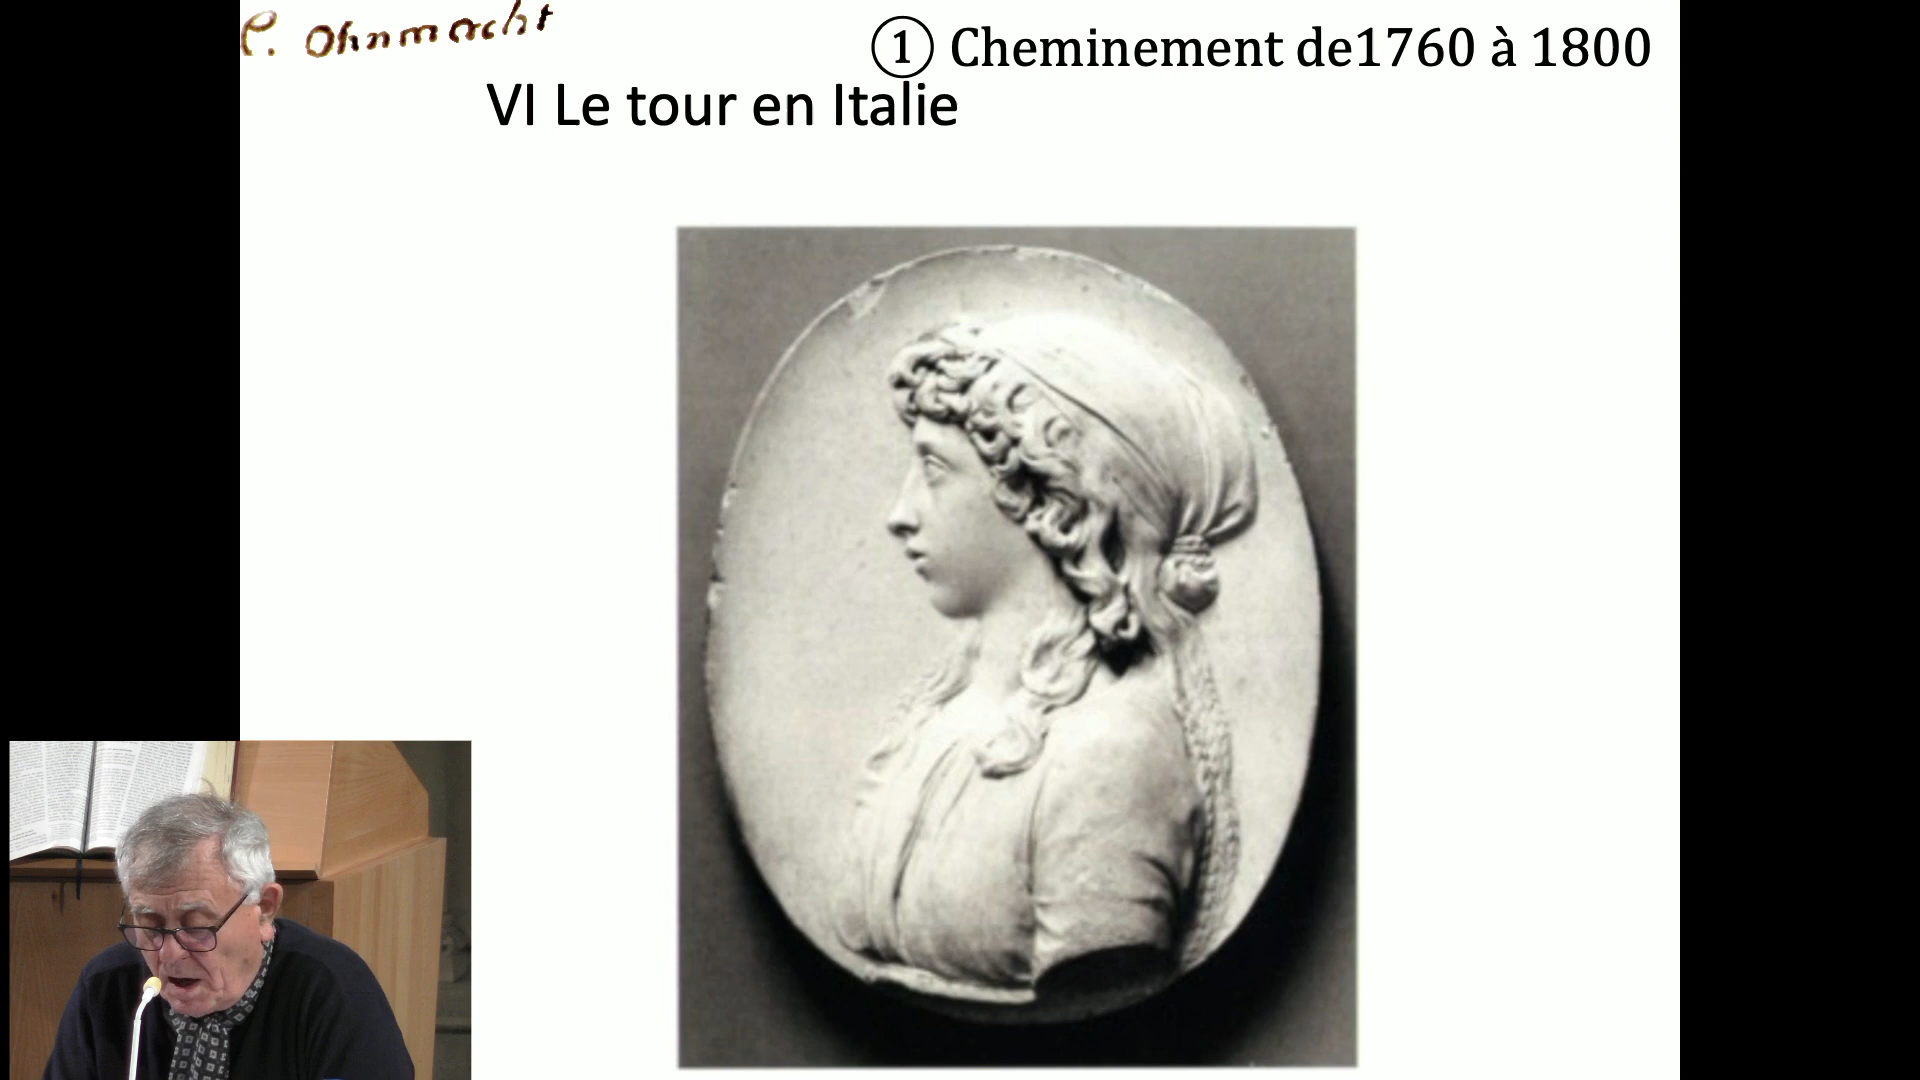 P. Ohnmacht
① Cheminement de1760 à 1800
VI Le tour en Italie